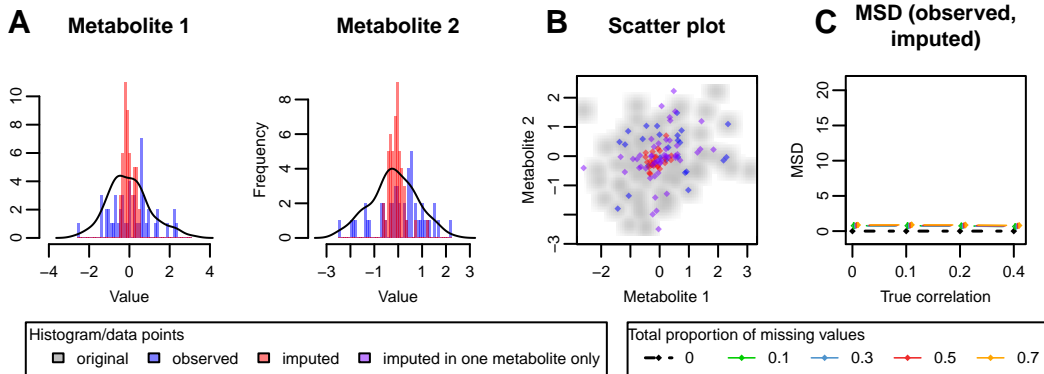 A
Metabolite 1
Metabolite 2
B
Scatter plot
C
MSD (observed,
imputed)
10
8
6
4
2
0
−4
−2
0
2
4
Value
Frequency
8
6
4
2
0
−3
−1
0
1
2
3
Value
Metabolite 2
2
1
0
−1
−3
−2
−1
0
1
2
3
Metabolite 1
MSD
20
15
10
5
0
0
0.1
0.2
0.4
True correlation
Histogram/data points
original observed imputed imputed in one metabolite only
Total proportion of missing values
0 0.1 0.3 0.5 0.7